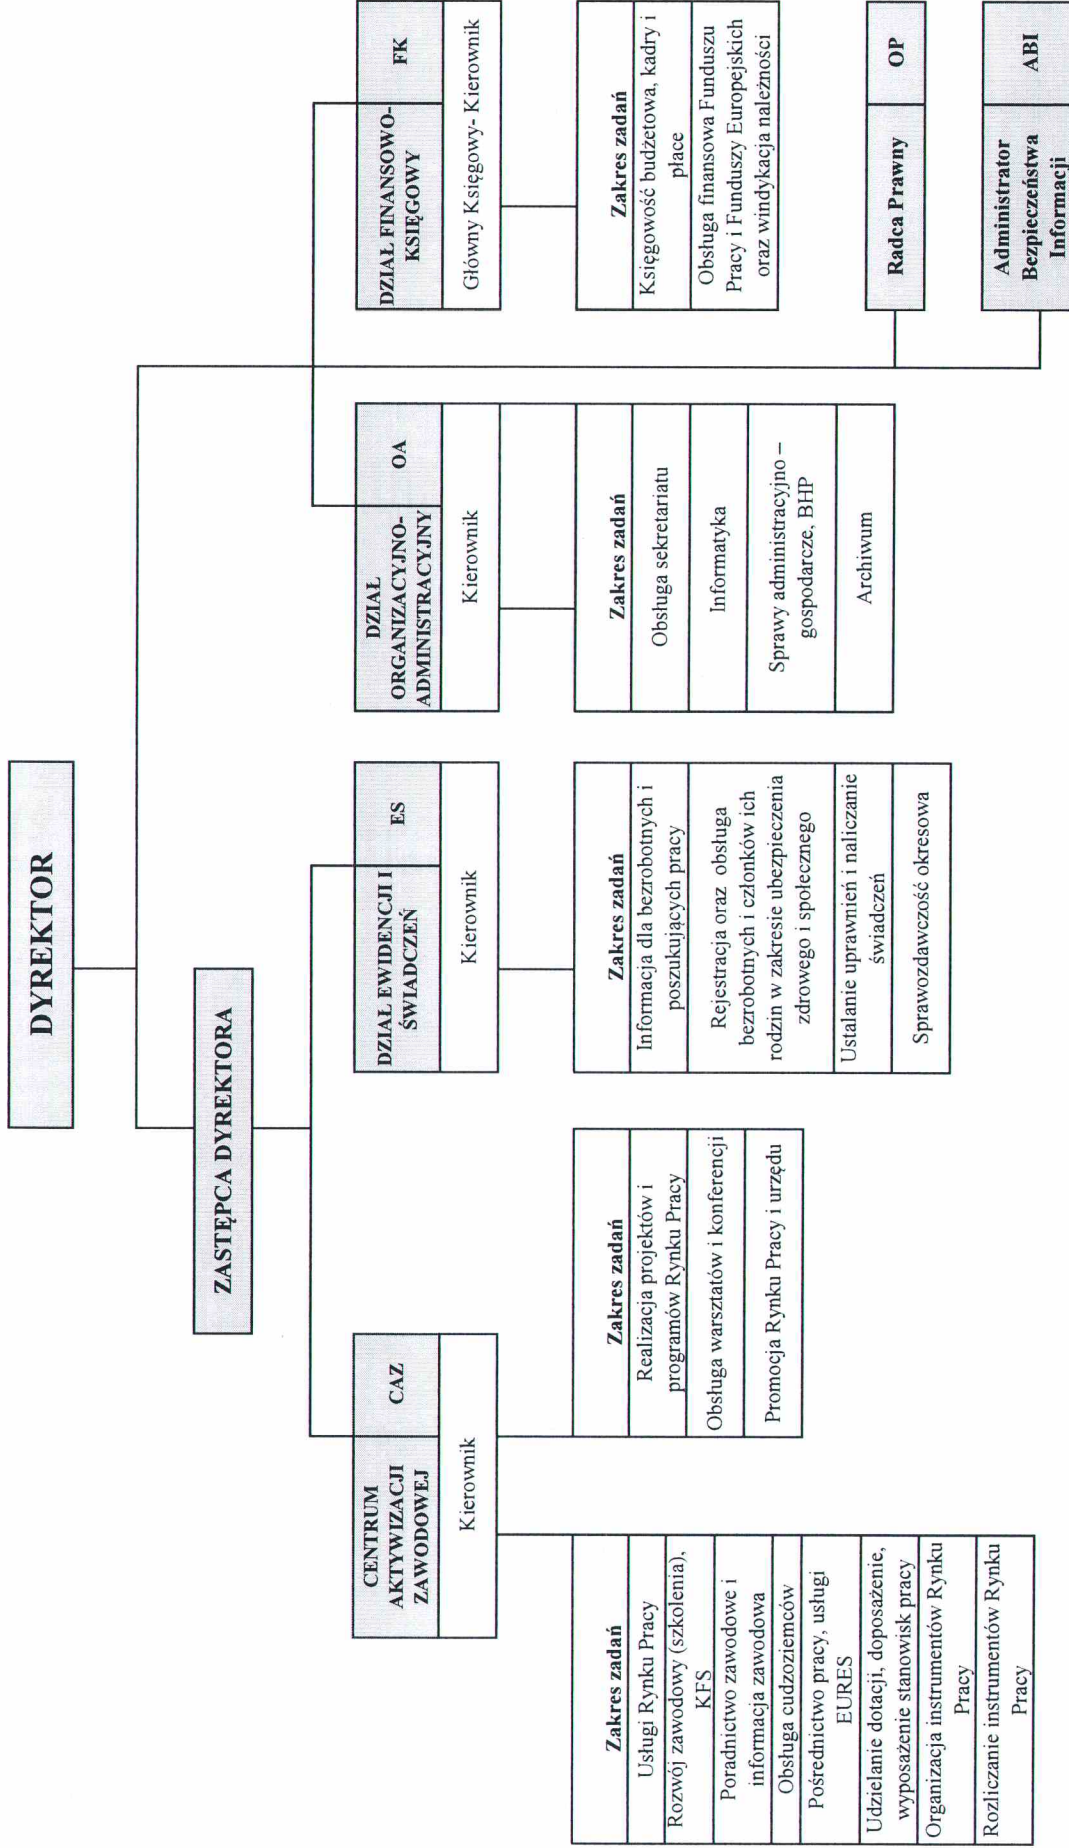 DYREKTOR
ZASTĘPCA DYREKTORA
CENTRUM
AKTYWIZACJI
ZAWODOWEJ
CAZ
Kierownik
Zakres zadań
Usługi Rynku Pracy
Rozwój zawodowy (szkolenia),
KFS
Poradnictwo zawodowe i
informacja zawodowa
Obsługa cudzoziemców
Pośrednictwo pracy, usługi
EURES
Udzielanie dotacji, doposażenie,
wyposażenie stanowisk pracy
Organizacja instrumentów Rynku
Pracy
Rozliczanie instrumentów Rynku
Pracy
Zakres zadań
Realizacja projektów i
programów Rynku Pracy
Obsługa warsztatów i konferencji
Promocja Rynku Pracy i urzędu
DZIAŁ EWIDENCJI I
ŚWIADCZEŃ
ES
Kierownik
Zakres zadań
Informacja dla bezrobotnych i
poszukujących pracy
Rejestracja oraz obsługa
bezrobotnych i członków ich
rodzin w zakresie ubezpieczenia
zdrowego i społecznego
Ustalanie uprawnień i naliczanie
świadczeń
Sprawozdawczość okresowa
DZIAŁ
ORGANIZACYJNO-
ADMINISTRACYJNY
OA
Kierownik
Zakres zadań
Obsługa sekretariatu
Informatyka
Sprawy administracyjno –
gospodarcze, BHP
Archiwum
DZIAŁ FINANSOWO-
KSIĘGOWY
FK
Główny Księgowy- Kierownik
Zakres zadań
Księgowość budżetowa, kadry i
płace
Obsługa finansowa Funduszu
Pracy i Funduszy Europejskich
oraz windykacja należności
Radca Prawny
OP
Administrator
Bezpieczeństwa
Informacji
ABI